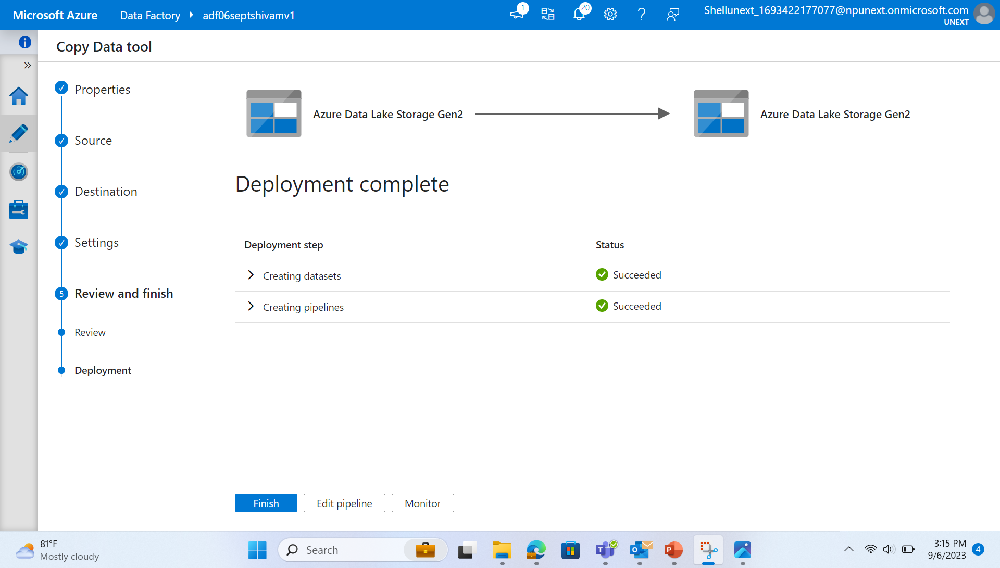 Microsoft Azure
Data Factory
adf06septshivamv1
1
20
Shellunext_1693422177077@npunext.onmicrosoft.com
UNEXT
Copy Data tool
Properties
Source
Destination
Settings
5
Review and finish
Review
Deployment
Azure Data Lake Storage Gen2
Azure Data Lake Storage Gen2
Deployment complete
Deployment step
Status
Creating datasets
Succeeded
Creating pipelines
Succeeded
Finish
Edit pipeline
Monitor
81°F
Mostly cloudy
Search
3:15 PM
9/6/2023
4